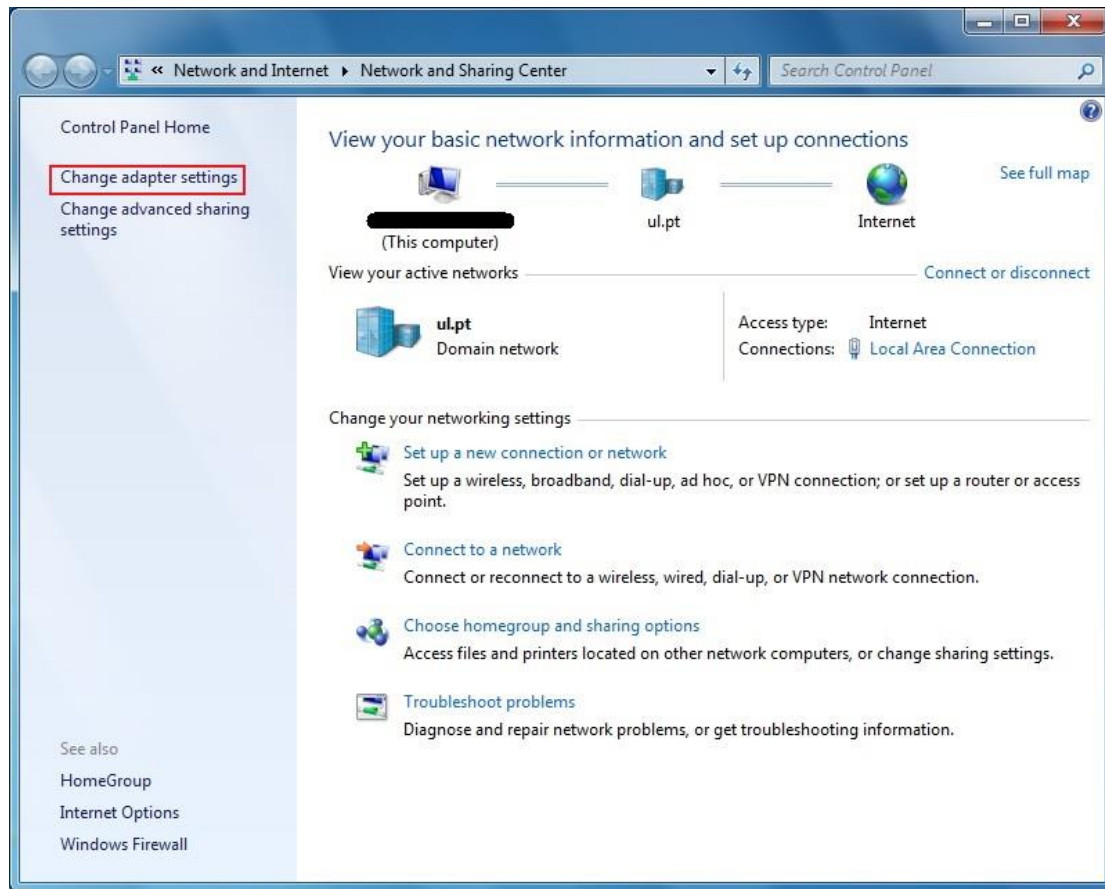 « Network and Internet ▸ Network and Sharing Center
Search Control Panel
Control Panel Home
Change adapter settings
Change advanced sharing
settings
See also
HomeGroup
Internet Options
Windows Firewall
View your basic network information and set up connections
See full map
ul.pt
Internet
(This computer)
View your active networks
Connect or disconnect
ul.pt
Domain network
Access type: Internet
Connections: Local Area Connection
Change your networking settings
Set up a new connection or network
Set up a wireless, broadband, dial-up, ad hoc, or VPN connection; or set up a router or access
point.
Connect to a network
Connect or reconnect to a wireless, wired, dial-up, or VPN network connection.
Choose homegroup and sharing options
Access files and printers located on other network computers, or change sharing settings.
Troubleshoot problems
Diagnose and repair network problems, or get troubleshooting information.